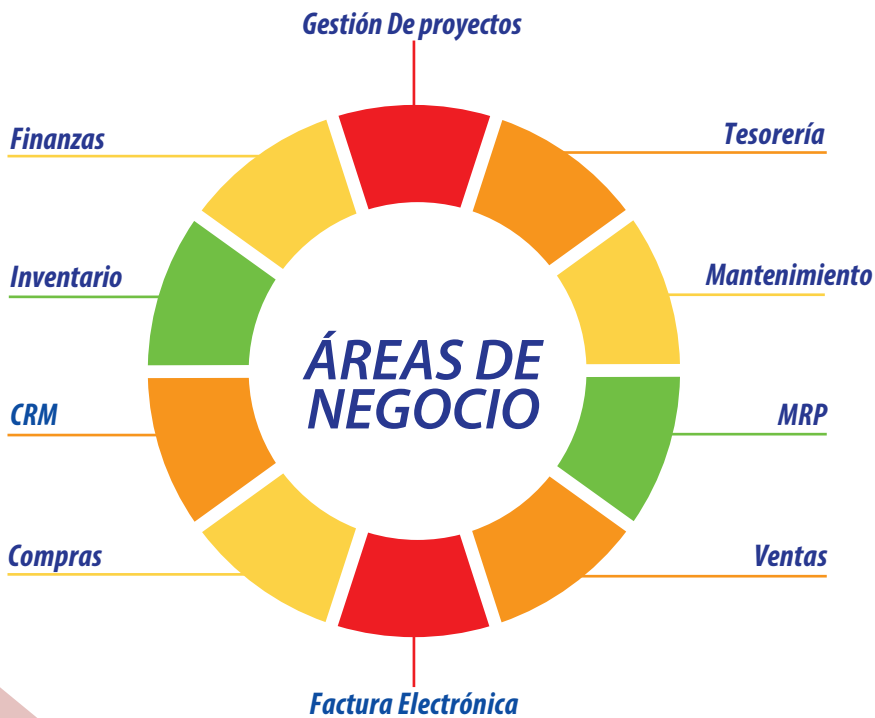 Gestión De proyectos
Finanzas
Tesorería
Inventario
Mantenimiento
ÁREAS DE
NEGOCIO
CRM
MRP
Compras
Ventas
Factura Electrónica